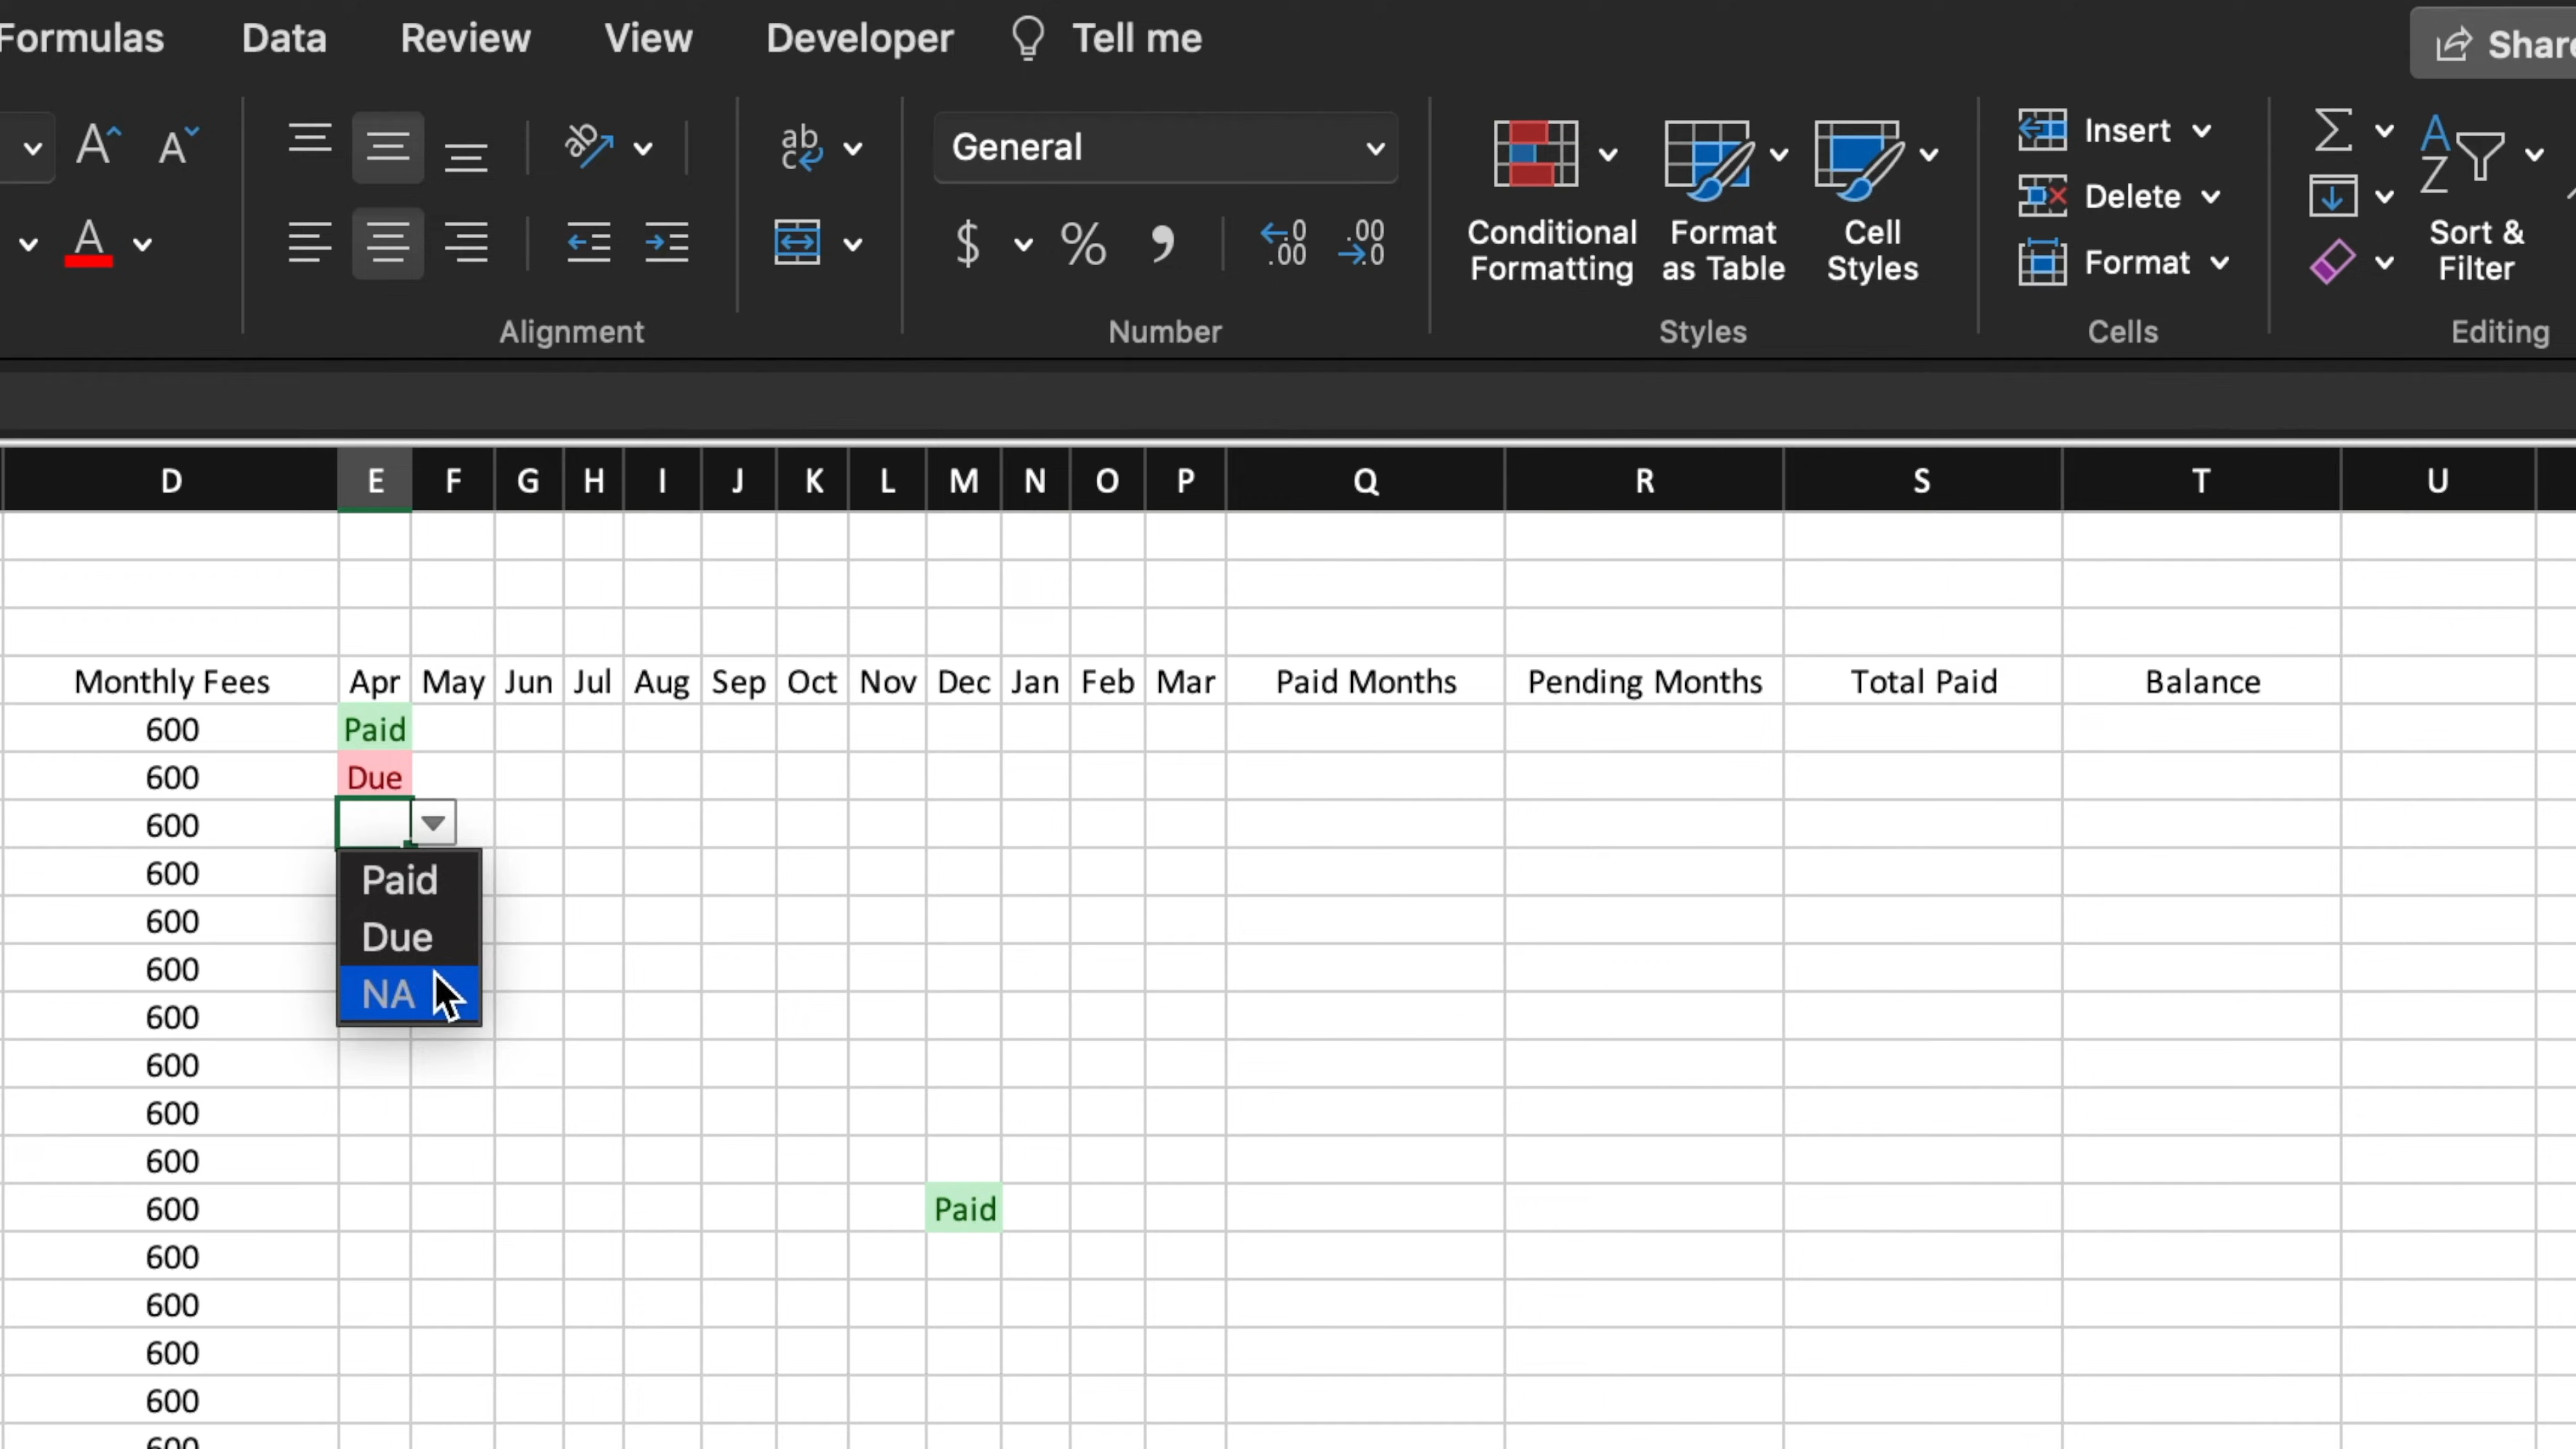 Formulas Data Review View Developer Tell me Share
General
Insert
Delete
Format
Conditional Formatting
Format as Table
Cell Styles
Sort & Filter
Alignment Number Styles Cells Editing
D E F G H I J K L M N O P Q R S T U
Monthly Fees Apr May Jun Jul Aug Sep Oct Nov Dec Jan Feb Mar Paid Months Pending Months Total Paid Balance
600 Paid
600 Due
600
600
Paid
600
Due
600
NA
600
600
600
600
600 Paid
600
600
600
600
600